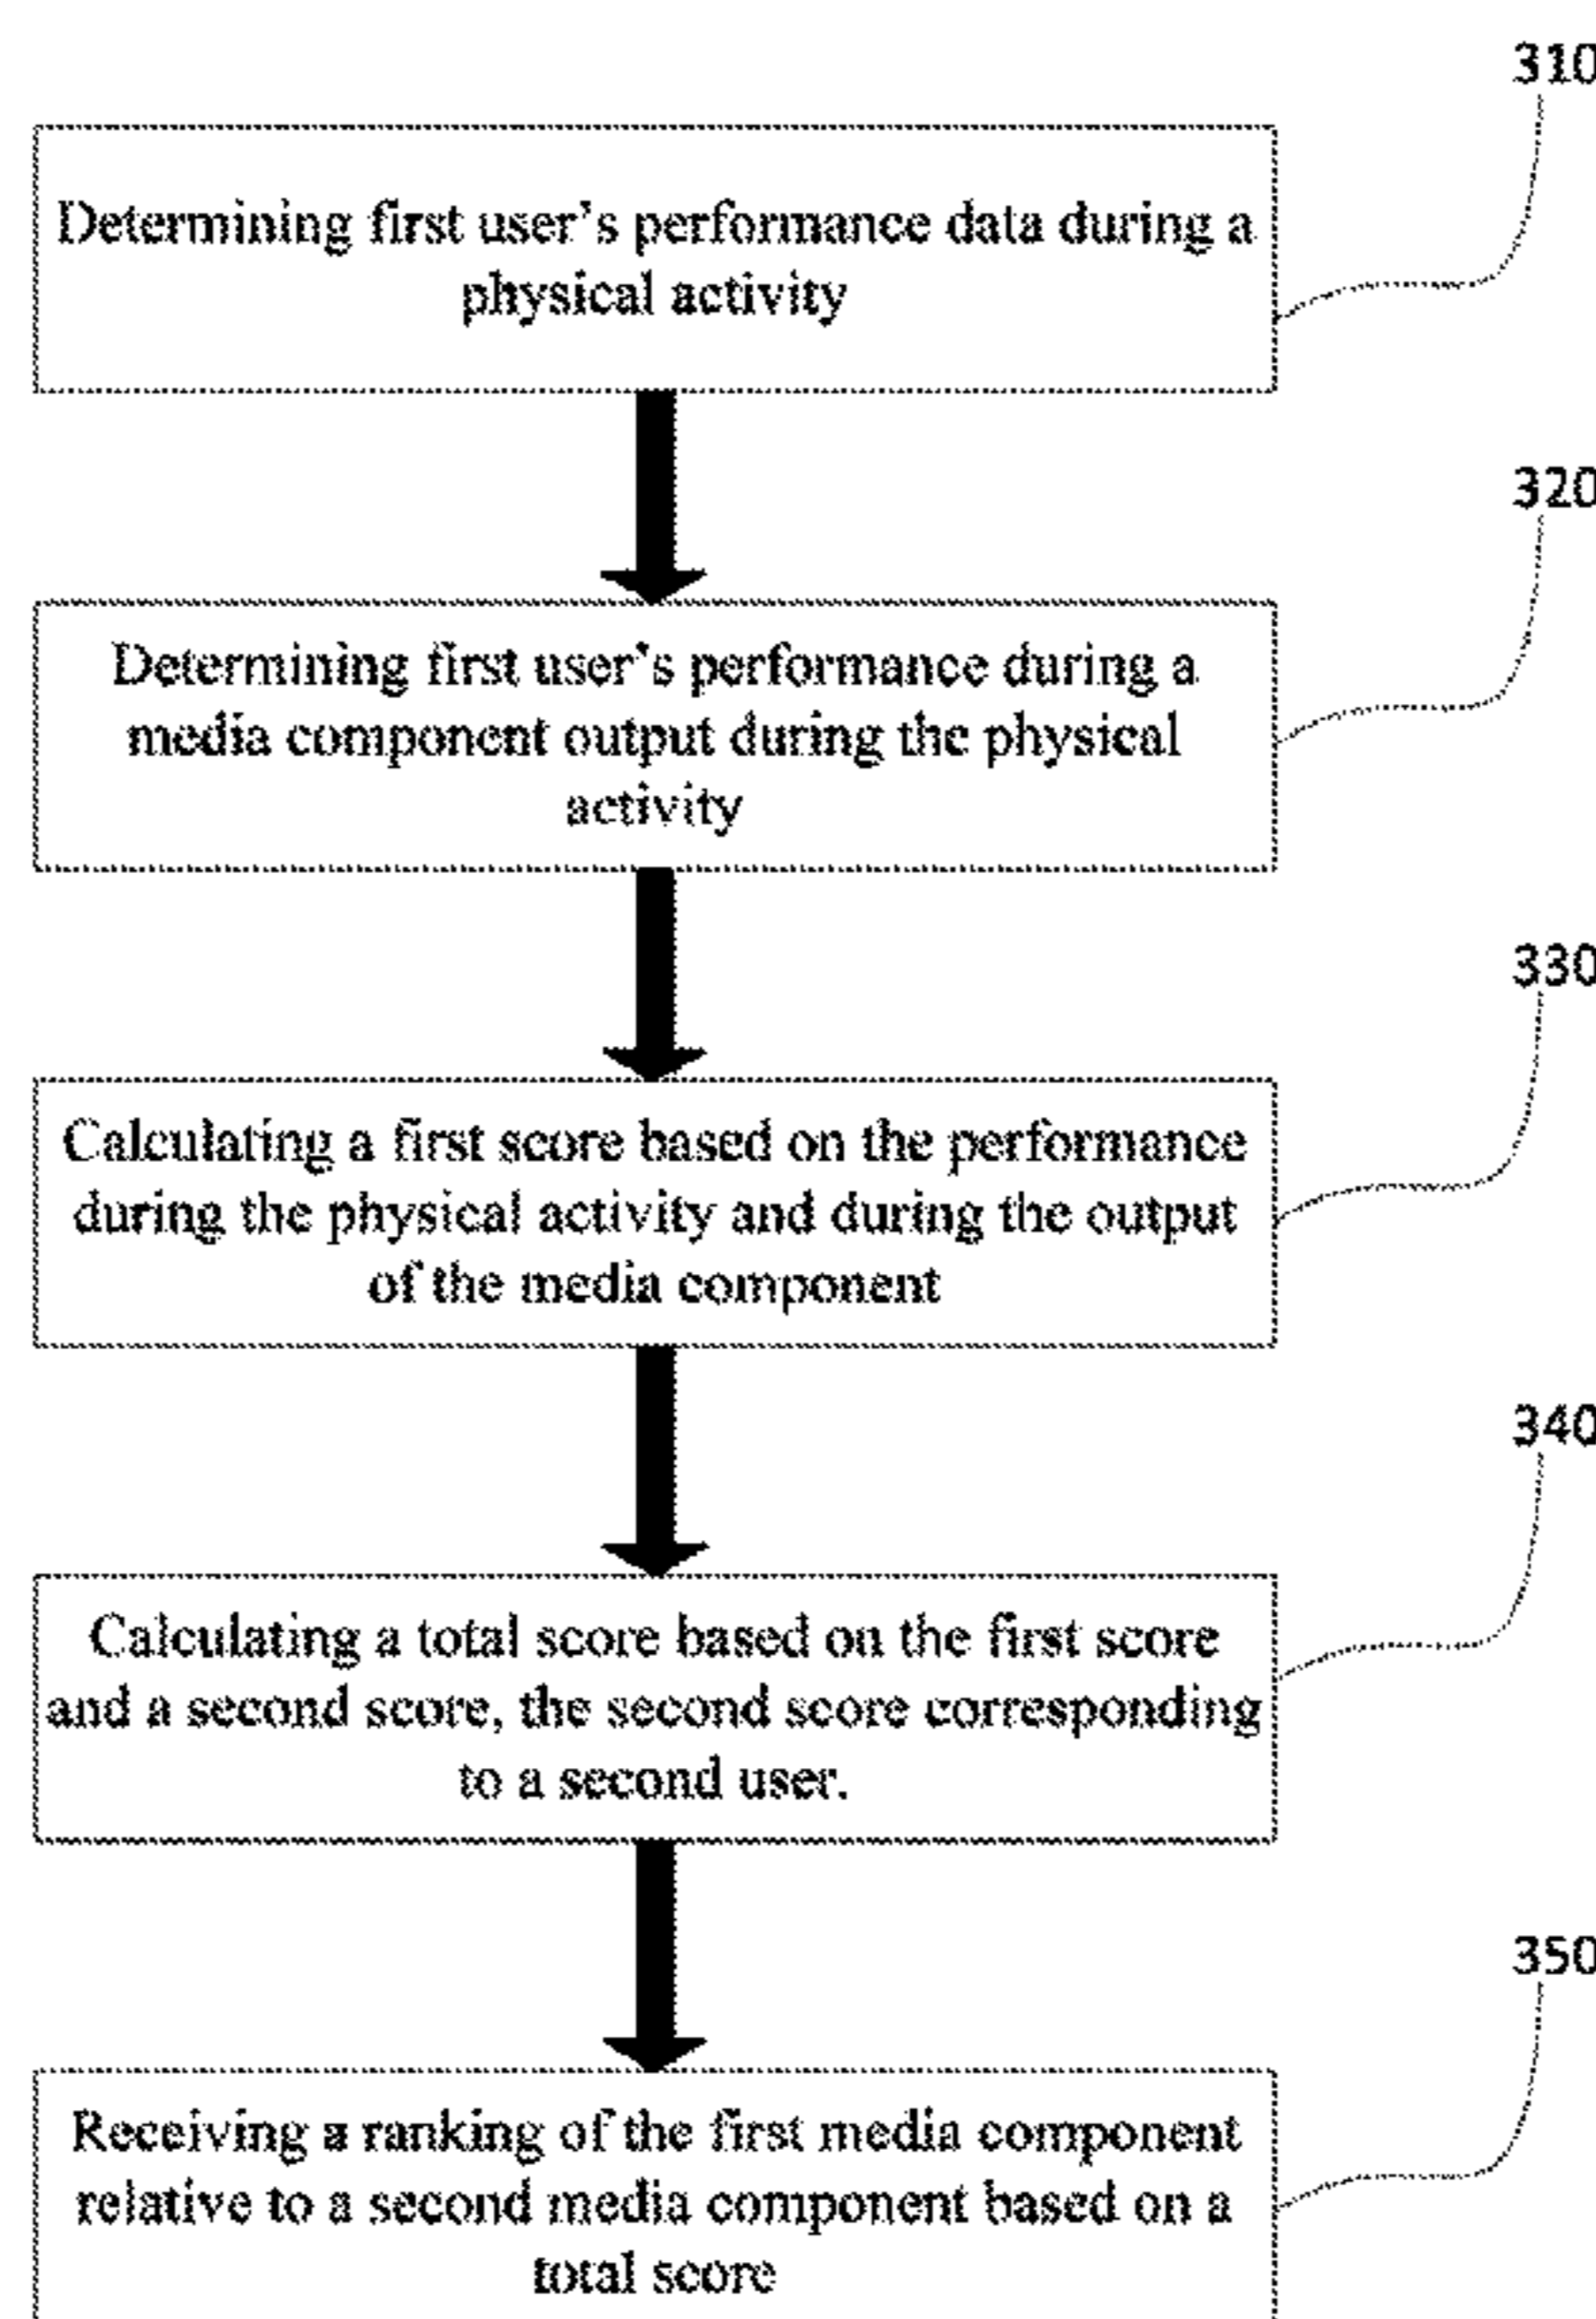 310
Determining first user's performance data during a
physical activity
320
Determining first user's performance during a
media component output during the physical
activity
330
Calculating a first score based on the performance
during the physical activity and during the output
of the media component
340
Calculating a total score based on the first score
and a second score, the second score corresponding
to a second user.
350
Receiving a ranking of the first media component
relative to a second media component based on a
total score